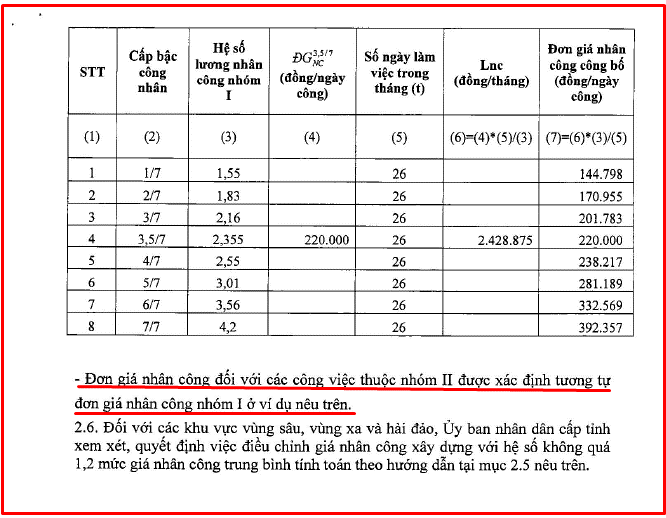 STT | Cấp bậc công nhân | Hệ số lương nhân công nhóm I | ĐG_NC^3,5/7 (đồng/ngày công) | Số ngày làm việc trong tháng (t) | Lnc (đồng/tháng) | Đơn giá nhân công công bố (đồng/ngày công)
(1) | (2) | (3) | (4) | (5) | (6)=(4)*(5)/(3) | (7)=(6)*(3)/(5)
1 | 1/7 | 1,55 | | 26 | | 144.798
2 | 2/7 | 1,83 | | 26 | | 170.955
3 | 3/7 | 2,16 | | 26 | | 201.783
4 | 3,5/7 | 2,355 | 220.000 | 26 | 2.428.875 | 220.000
5 | 4/7 | 2,55 | | 26 | | 238.217
6 | 5/7 | 3,01 | | 26 | | 281.189
7 | 6/7 | 3,56 | | 26 | | 332.569
8 | 7/7 | 4,2 | | 26 | | 392.357
- Đơn giá nhân công đối với các công việc thuộc nhóm II được xác định tương tự
đơn giá nhân công nhóm I ở ví dụ nêu trên.
2.6. Đối với các khu vực vùng sâu, vùng xa và hải đảo, Ủy ban nhân dân cấp tỉnh
xem xét, quyết định việc điều chỉnh giá nhân công xây dựng với hệ số không quá
1,2 mức giá nhân công trung bình tính toán theo hướng dẫn tại mục 2.5 nêu trên.